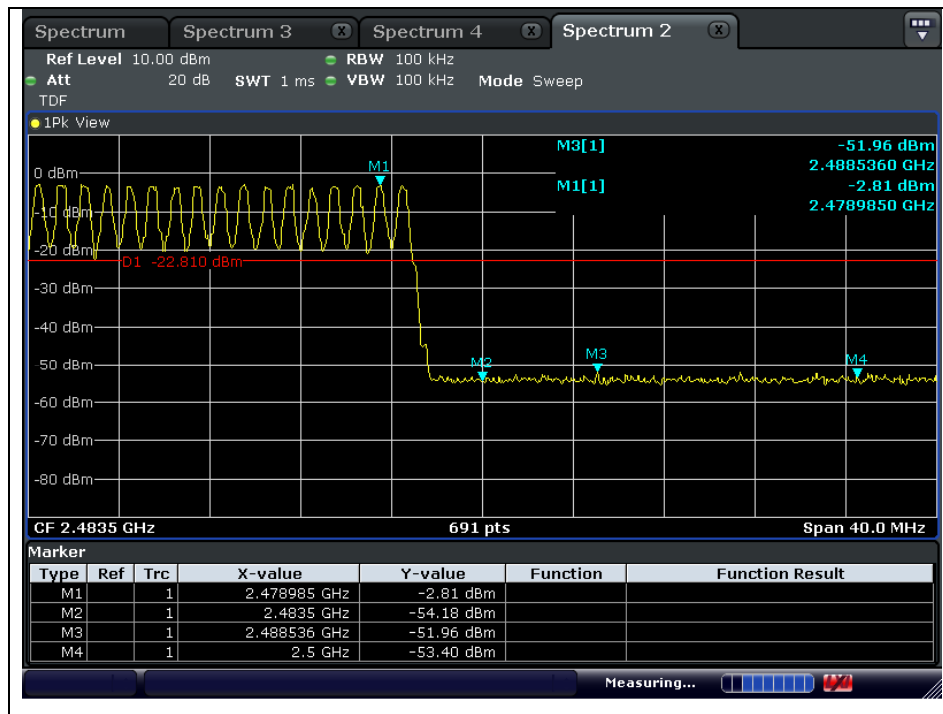 Spectrum Spectrum 3 X Spectrum 4 X Spectrum 2 X
Ref Level 10.00 dBm RBW 100 kHz
Att 20 dB SWT 1 ms VBW 100 kHz Mode Sweep
TDF
1Pk View
M3[1] -51.96 dBm
2.4885360 GHz
M1[1] -2.81 dBm
2.4789850 GHz
M1
0 dBm
-10 dBm
-20 dBm
D1 -22.810 dBm
-30 dBm
-40 dBm
-50 dBm
M2 M3 M4
-60 dBm
-70 dBm
-80 dBm
CF 2.4835 GHz 691 pts Span 40.0 MHz
Marker
Type Ref Trc X-value Y-value Function Function Result
M1 1 2.478985 GHz -2.81 dBm
M2 1 2.4835 GHz -54.18 dBm
M3 1 2.488536 GHz -51.96 dBm
M4 1 2.5 GHz -53.40 dBm
Measuring...